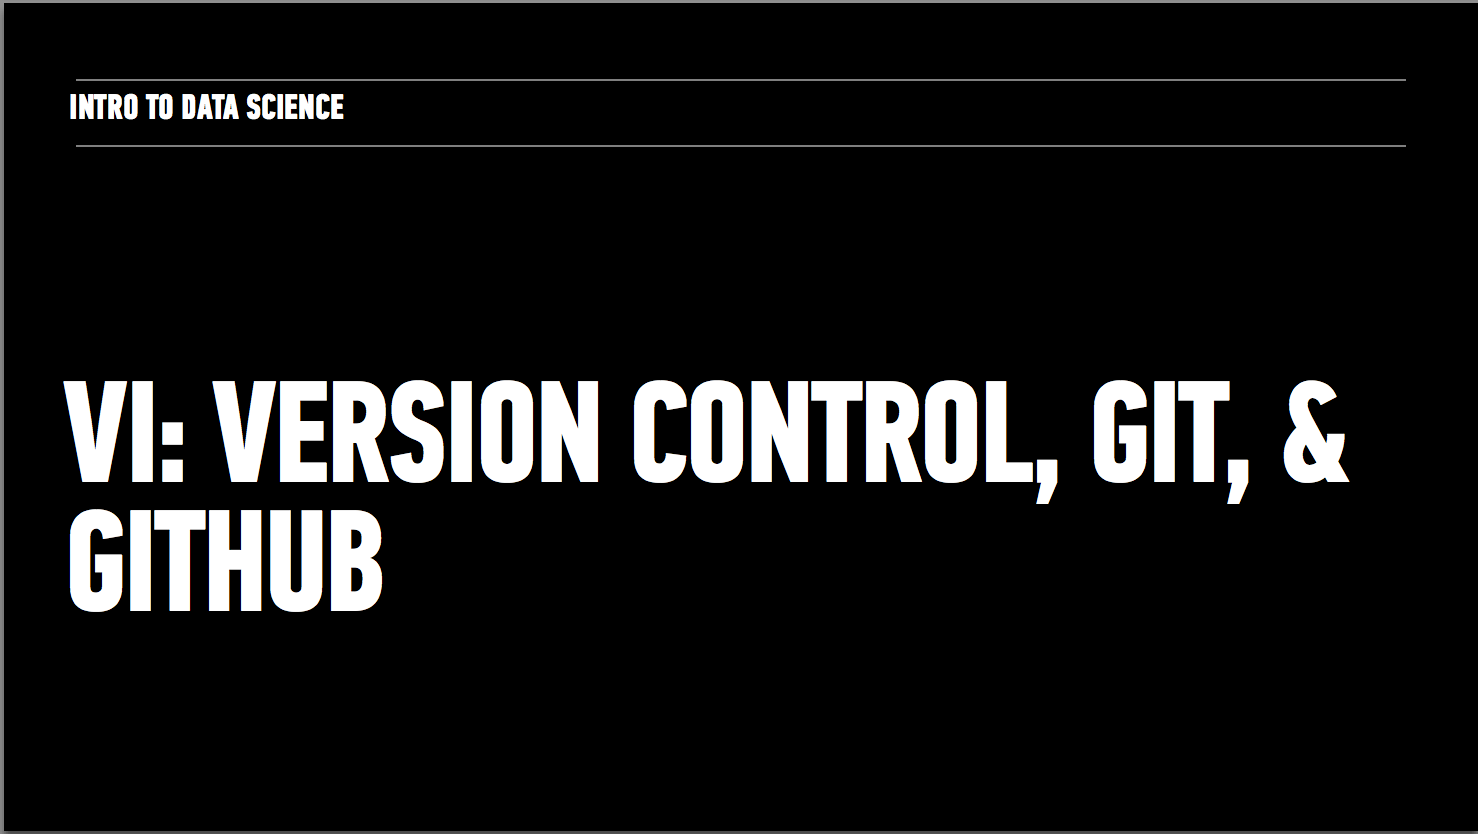 INTRO TO DATA SCIENCE
VI: VERSION CONTROL, GIT, &
GITHUB